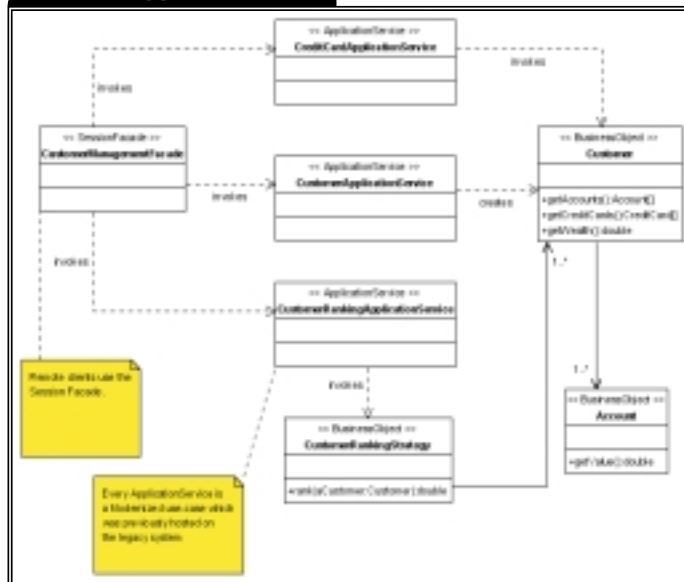 << ApplicationService >>
CreditCardApplicationService
invokes
invokes
<< SessionFacade >>
CustomerManagementFacade
<< BusinessObject >>
Customer
+getAccounts():Account[]
+getCreditCards():CreditCard[]
+getWealth():double
<< ApplicationService >>
CustomerApplicationService
invokes
creates
invokes
1..*
<< ApplicationService >>
CustomerRankingApplicationService
Remote clients use the
Session Facade.
invokes
1..*
<< BusinessObject >>
Account
+getValue():double
<< BusinessObject >>
CustomerRankingStrategy
+rank(aCustomer:Customer):double
Every ApplicationService is
a Modernized use-case which
was previously hosted on
the legacy system